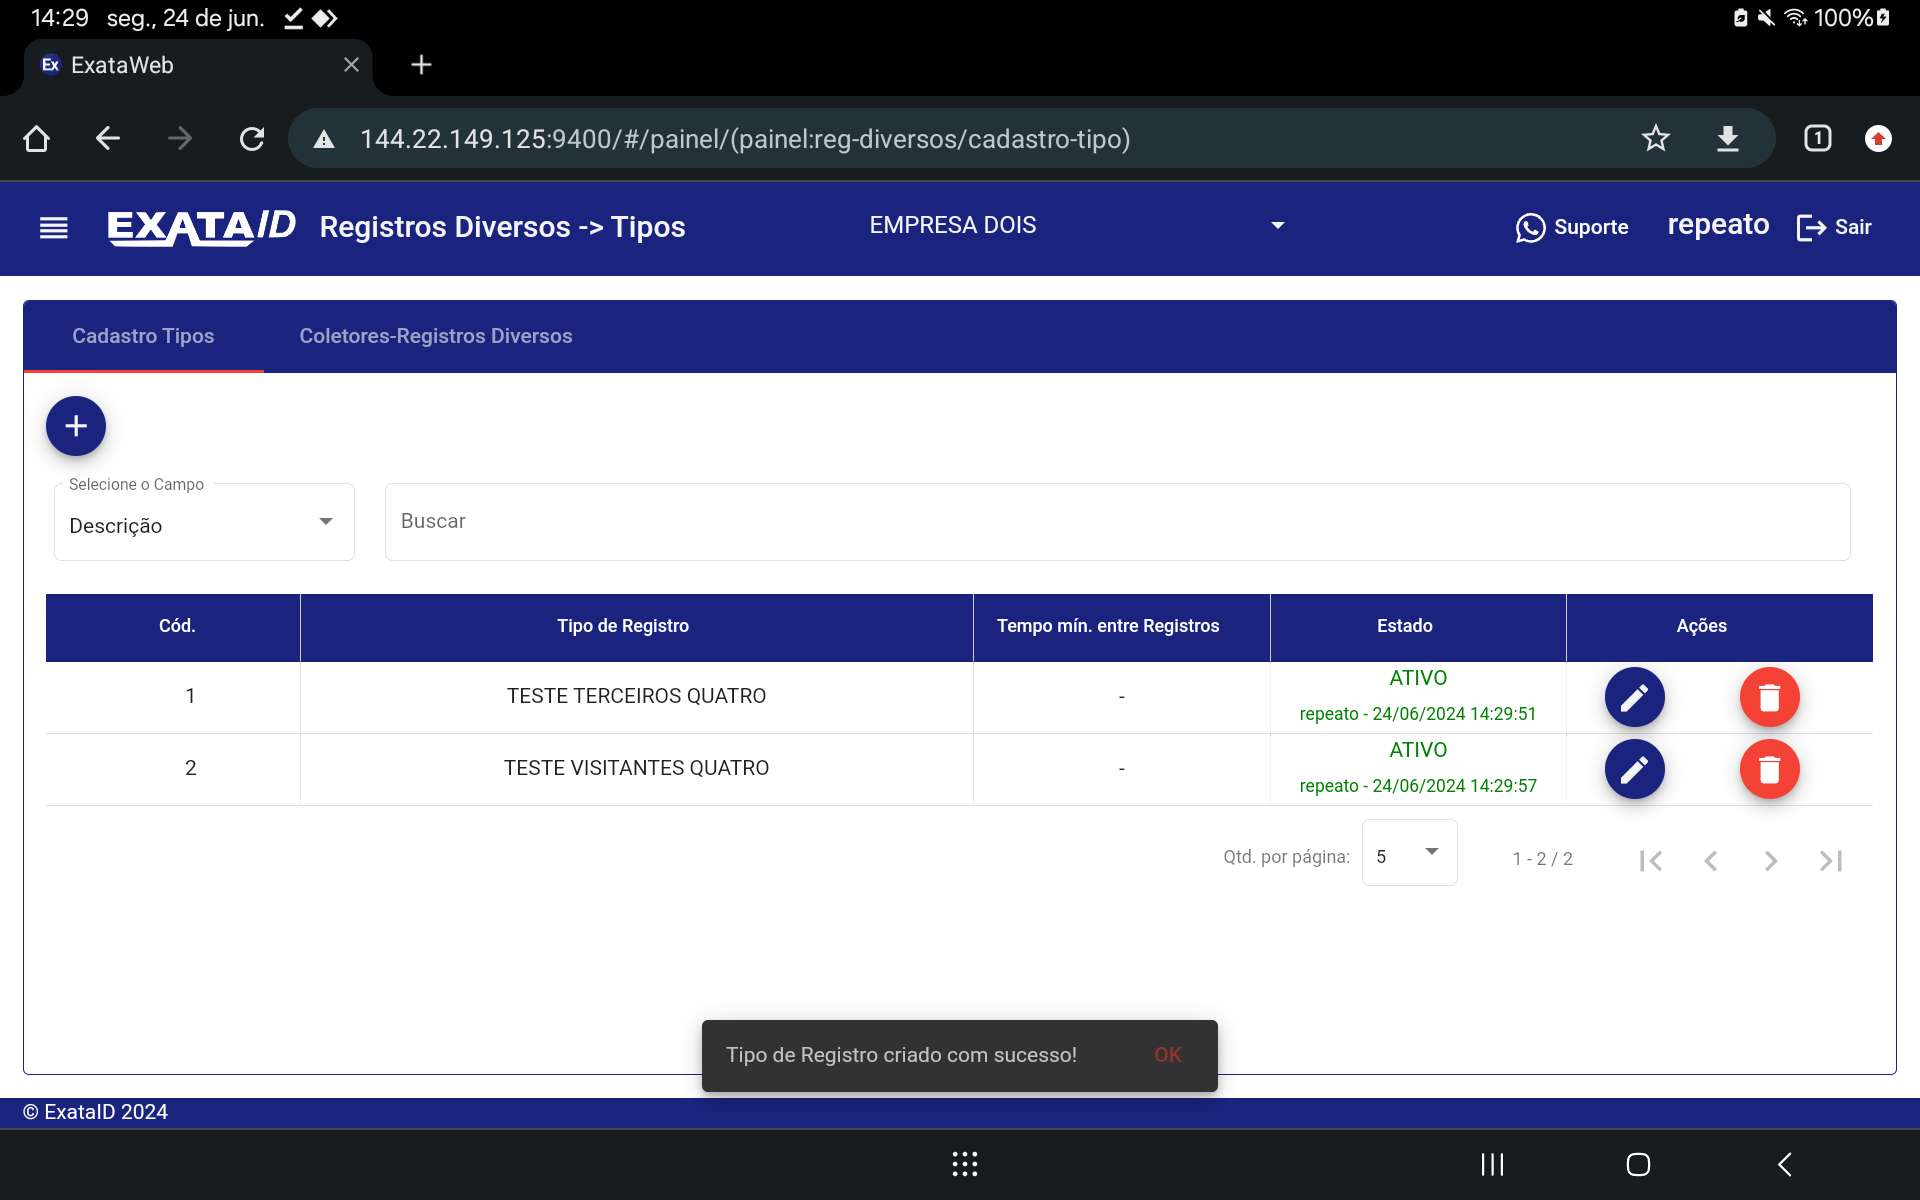 14:29 seg., 24 de jun. 100%
Ex ExataWeb
144.22.149.125:9400/#/painel/(painel:reg-diversos/cadastro-tipo) 1
EXATAID Registros Diversos -> Tipos EMPRESA DOIS Suporte repeato Sair
Cadastro Tipos Coletores-Registros Diversos
Selecione o Campo
Descrição Buscar
Cód. Tipo de Registro Tempo mín. entre Registros Estado Ações
1 TESTE TERCEIROS QUATRO - ATIVO
repeato - 24/06/2024 14:29:51
2 TESTE VISITANTES QUATRO - ATIVO
repeato - 24/06/2024 14:29:57
Qtd. por página: 5 1 - 2 / 2
Tipo de Registro criado com sucesso! OK
© ExataID 2024